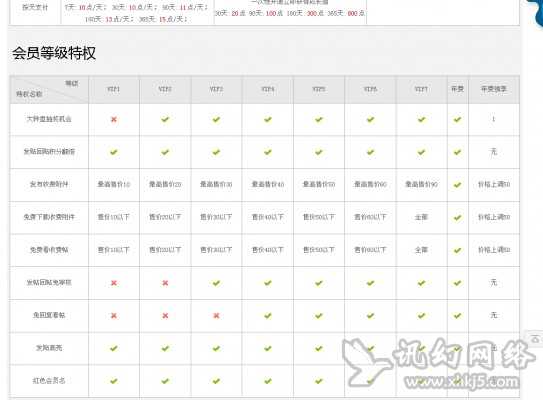 一次性开通立即获得成长值
按天支付 7天: 10点/天; 30天: 10点/天; 90天: 11点/天;
180天: 13点/天; 365天: 15点/天;
30天: 20点 90天: 100点 180天: 300点 365天: 800点
会员等级特权
等级
特权名称 VIP1 VIP2 VIP3 VIP4 VIP5 VIP6 VIP7 年费 年费独享
大转盘抽奖机会 1
发贴回贴积分翻倍 无
发布收费附件 最高售价10 最高售价20 最高售价30 最高售价40 最高售价50 最高售价60 最高售价90 价格上调50
免费下载收费附件 售价10以下 售价20以下 售价30以下 售价40以下 售价50以下 售价60以下 全部 价格上调50
免费看收费帖 售价10以下 售价20以下 售价30以下 售价40以下 售价50以下 售价60以下 全部 价格上调50
发帖回帖免审核 无
免回复看帖 无
发贴高亮 无
红色会员名
讯幻网络
www.xhkj5.com